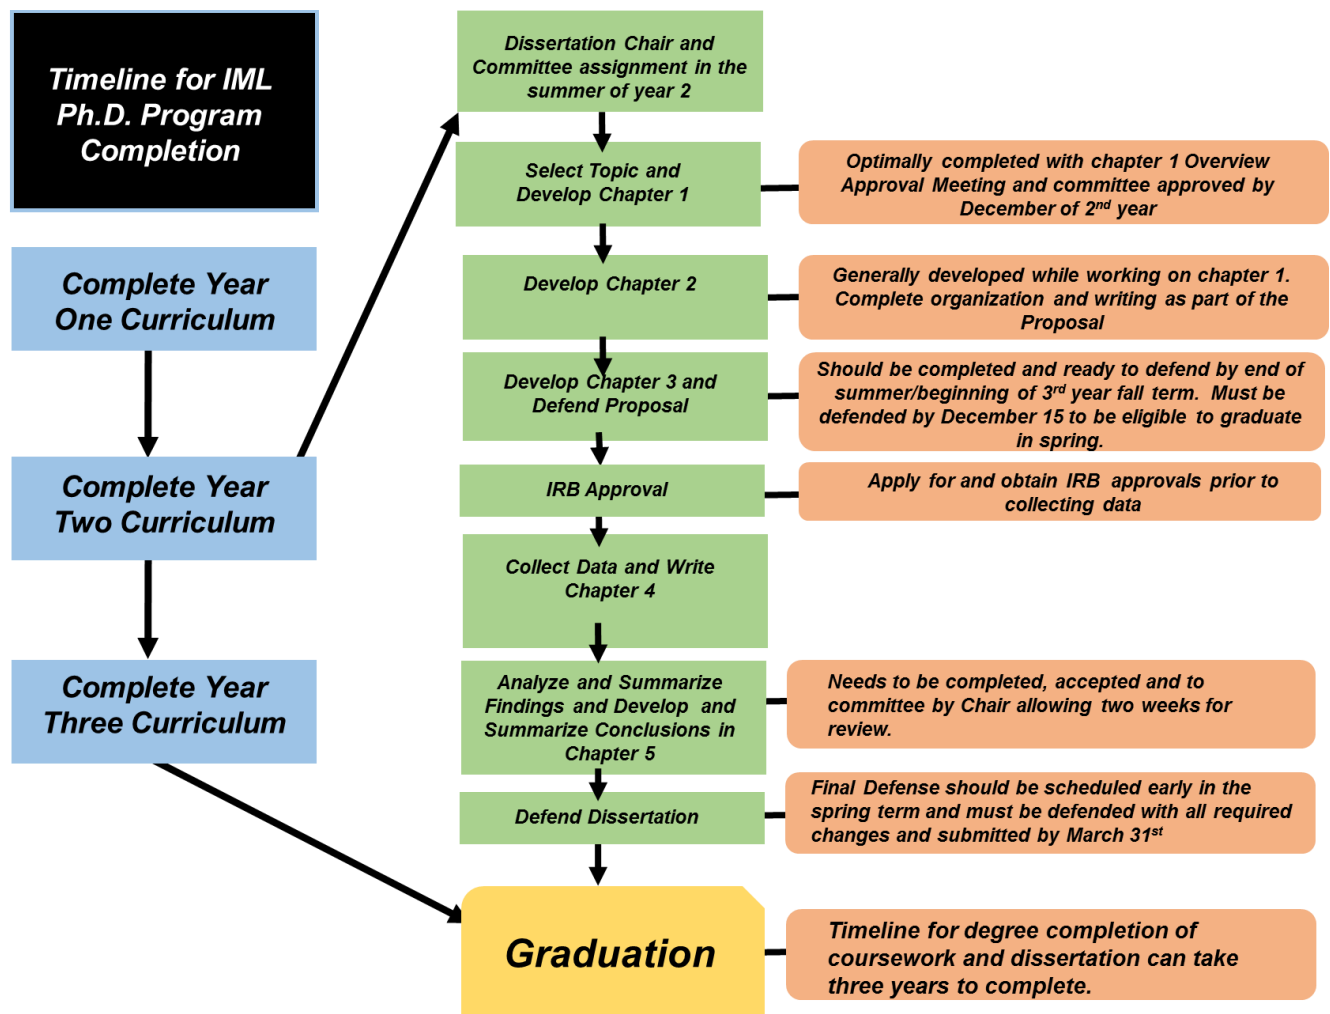 Timeline for IML
Ph.D. Program
Completion
Complete Year
One Curriculum
Complete Year
Two Curriculum
Complete Year
Three Curriculum
Dissertation Chair and
Committee assignment in the
summer of year 2
Select Topic and
Develop Chapter 1
Optimally completed with chapter 1 Overview
Approval Meeting and committee approved by
December of 2nd year
Develop Chapter 2
Generally developed while working on chapter 1.
Complete organization and writing as part of the
Proposal
Develop Chapter 3 and
Defend Proposal
Should be completed and ready to defend by end of
summer/beginning of 3rd year fall term. Must be
defended by December 15 to be eligible to graduate
in spring.
IRB Approval
Apply for and obtain IRB approvals prior to
collecting data
Collect Data and Write
Chapter 4
Analyze and Summarize
Findings and Develop and
Summarize Conclusions in
Chapter 5
Needs to be completed, accepted and to
committee by Chair allowing two weeks for
review.
Defend Dissertation
Final Defense should be scheduled early in the
spring term and must be defended with all required
changes and submitted by March 31st
Graduation
Timeline for degree completion of
coursework and dissertation can take
three years to complete.